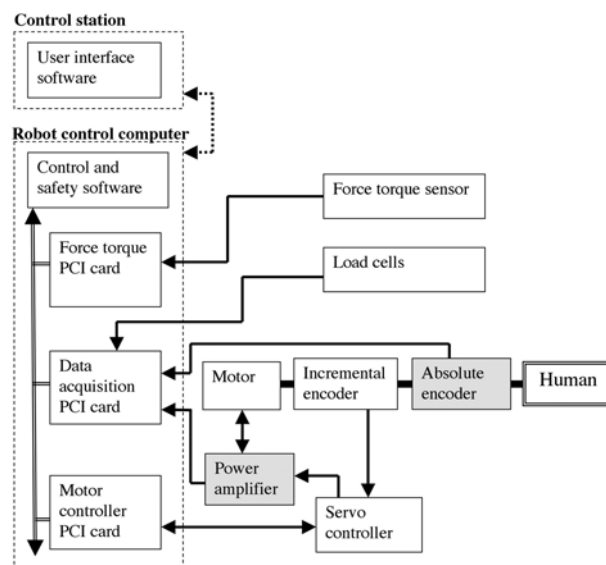 Control station
User interface
software
Robot control computer
Control and
safety software
Force torque sensor
Force torque
PCI card
Load cells
Data
acquisition
PCI card
Motor
Incremental
encoder
Absolute
encoder
Human
Power
amplifier
Motor
controller
PCI card
Servo
controller